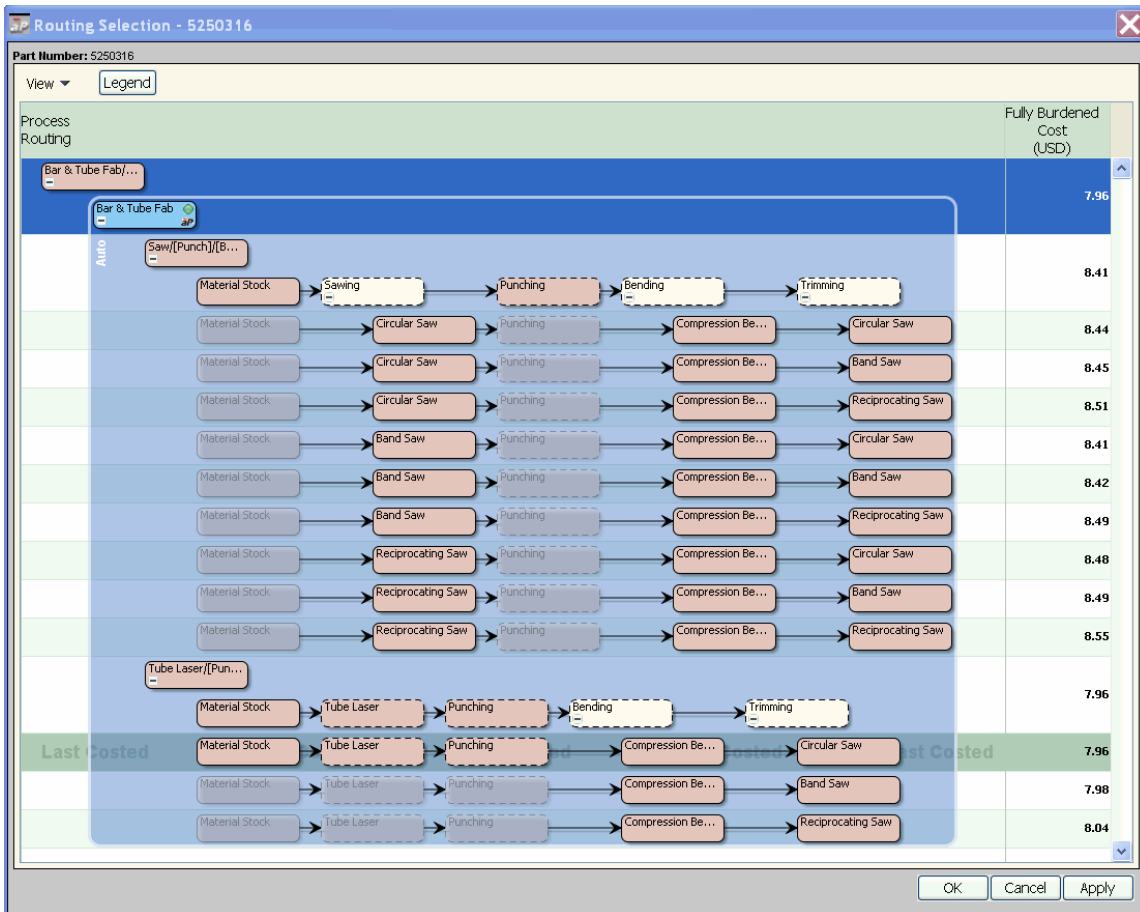 aP Routing Selection - 5250316
Part Number: 5250316
View Legend
Process
Routing
Fully Burdened
Cost
(USD)
Bar & Tube Fab/...
7.96
Bar & Tube Fab
aP
Auto
Saw/[Punch]/[B...
8.41
Material Stock Sawing Punching Bending Trimming
Material Stock Circular Saw Punching Compression Be... Circular Saw 8.44
Material Stock Circular Saw Punching Compression Be... Band Saw 8.45
Material Stock Circular Saw Punching Compression Be... Reciprocating Saw 8.51
Material Stock Band Saw Punching Compression Be... Circular Saw 8.41
Material Stock Band Saw Punching Compression Be... Band Saw 8.42
Material Stock Band Saw Punching Compression Be... Reciprocating Saw 8.49
Material Stock Reciprocating Saw Punching Compression Be... Circular Saw 8.48
Material Stock Reciprocating Saw Punching Compression Be... Band Saw 8.49
Material Stock Reciprocating Saw Punching Compression Be... Reciprocating Saw 8.55
Tube Laser/[Pun...
7.96
Material Stock Tube Laser Punching Bending Trimming
Last Costed Material Stock Tube Laser Punching Compression Be... Costed Circular Saw Last Costed 7.96
Material Stock Tube Laser Punching Compression Be... Band Saw 7.98
Material Stock Tube Laser Punching Compression Be... Reciprocating Saw 8.04
OK Cancel Apply